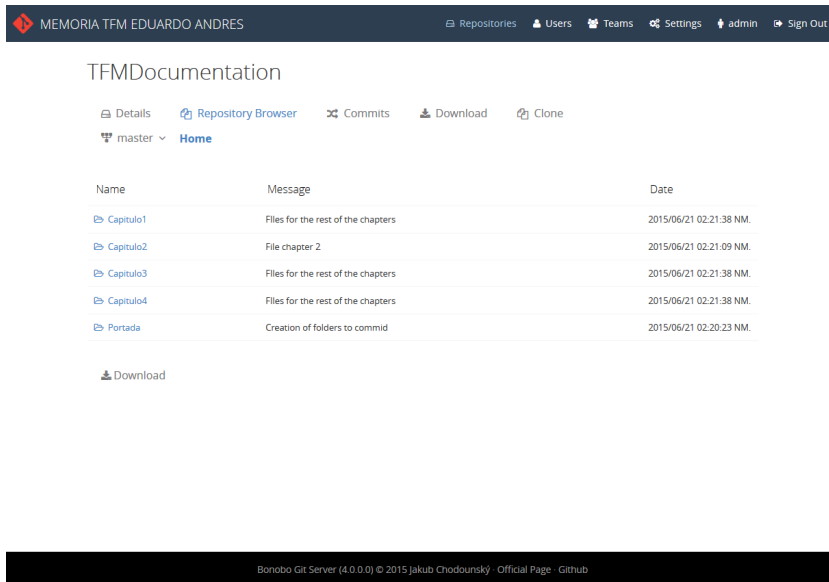 MEMORIA TFM EDUARDO ANDRES Repositories Users Teams Settings admin Sign Out
TFMDocumentation
Details Repository Browser Commits Download Clone
master Home
Name Message Date
Capitulo1 FIles for the rest of the chapters 2015/06/21 02:21:38 NM.
Capitulo2 File chapter 2 2015/06/21 02:21:09 NM.
Capitulo3 FIles for the rest of the chapters 2015/06/21 02:21:38 NM.
Capitulo4 FIles for the rest of the chapters 2015/06/21 02:21:38 NM.
Portada Creation of folders to commid 2015/06/21 02:20:23 NM.
Download
Bonobo Git Server (4.0.0.0) © 2015 Jakub Chodounský · Official Page · Github